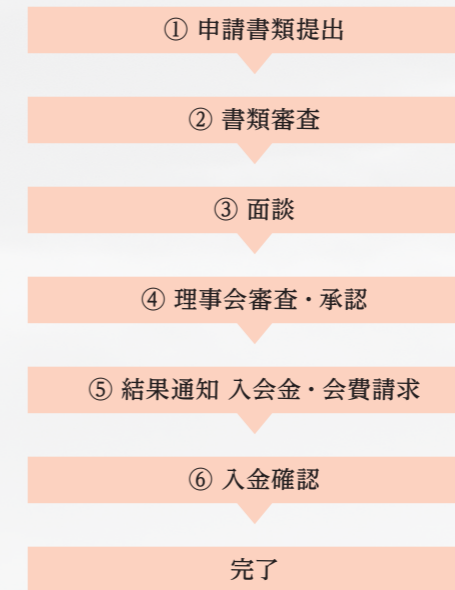 ① 申請書類提出
② 書類審査
③ 面談
④ 理事会審査・承認
⑤ 結果通知 入会金・会費請求
⑥ 入金確認
完了